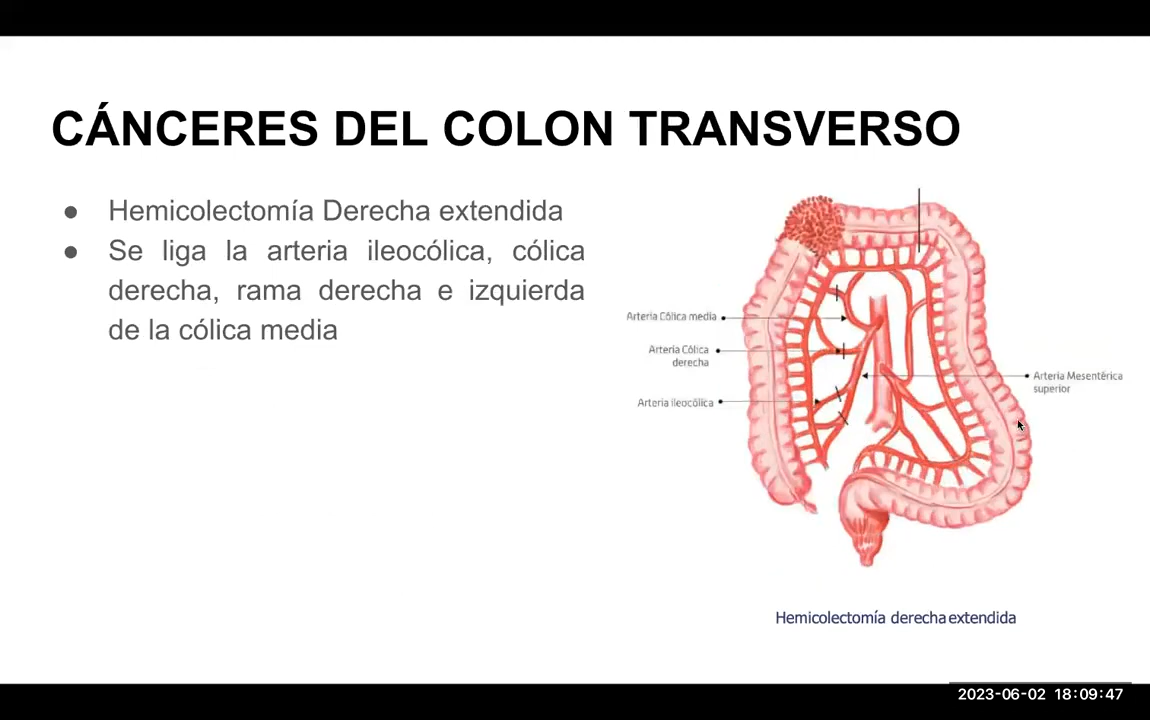 CÁNCERES DEL COLON TRANSVERSO
● Hemicolectomía Derecha extendida
● Se liga la arteria ileocólica, cólica
derecha, rama derecha e izquierda
de la cólica media
Arteria Cólica media
Arteria Cólica
derecha
Arteria ileocólica
Arteria Mesentérica
superior
Hemicolectomía derecha extendida
2023-06-02 18:09:47